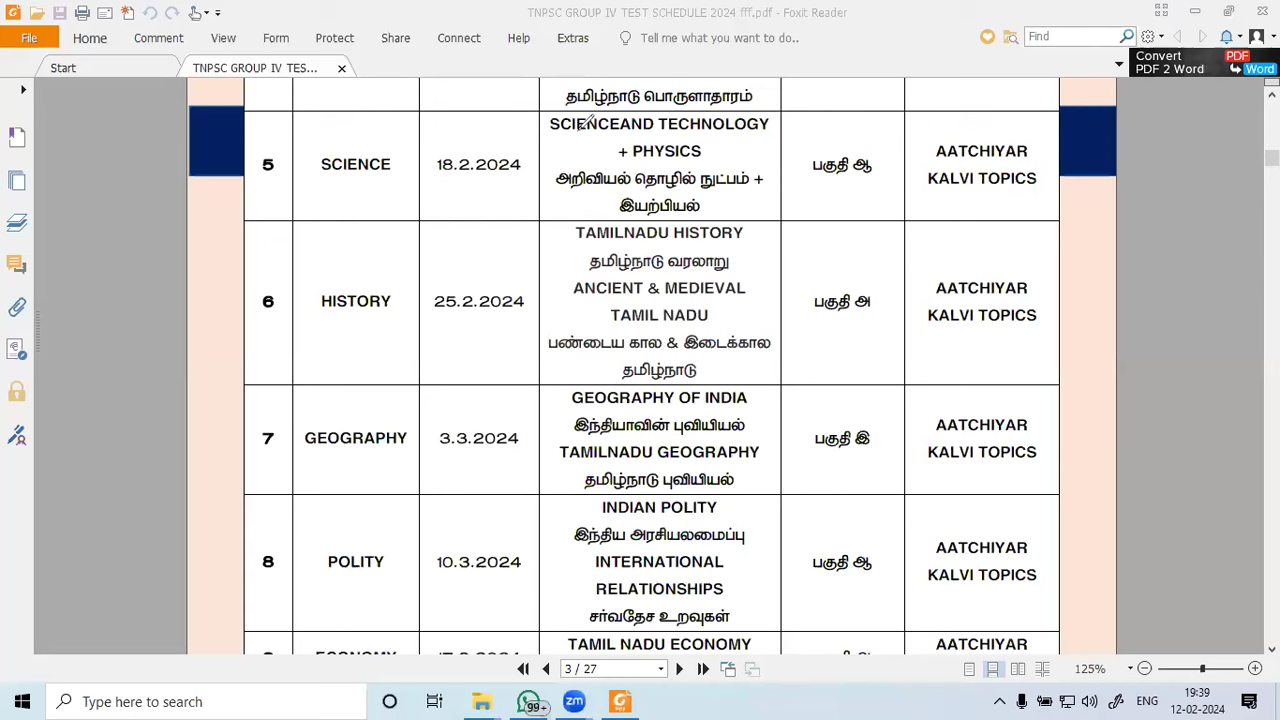 TNPSC GROUP IV TEST SCHEDULE 2024 fff.pdf - Foxit Reader
File Home Comment View Form Protect Share Connect Help Extras Tell me what you want to do.. Find
Start TNPSC GROUP IV TES... Convert PDF
PDF 2 Word Word
தமிழ்நாடு பொருளாதாரம்
5 SCIENCE 18.2.2024 SCIENCEAND TECHNOLOGY பகுதி ஆ AATCHIYAR
+ PHYSICS KALVI TOPICS
அறிவியல் தொழில் நுட்பம் +
இயற்பியல்
6 HISTORY 25.2.2024 TAMILNADU HISTORY பகுதி அ AATCHIYAR
தமிழ்நாடு வரலாறு KALVI TOPICS
ANCIENT & MEDIEVAL
TAMIL NADU
பண்டைய கால & இடைக்கால
தமிழ்நாடு
7 GEOGRAPHY 3.3.2024 GEOGRAPHY OF INDIA பகுதி இ AATCHIYAR
இந்தியாவின் புவியியல் KALVI TOPICS
TAMILNADU GEOGRAPHY
தமிழ்நாடு புவியியல்
8 POLITY 10.3.2024 INDIAN POLITY பகுதி ஆ AATCHIYAR
இந்திய அரசியலமைப்பு KALVI TOPICS
INTERNATIONAL
RELATIONSHIPS
சர்வதேச உறவுகள்
TAMIL NADU ECONOMY AATCHIYAR
3 / 27 125%
Type here to search 99+ zm ENG 19:39
12-02-2024